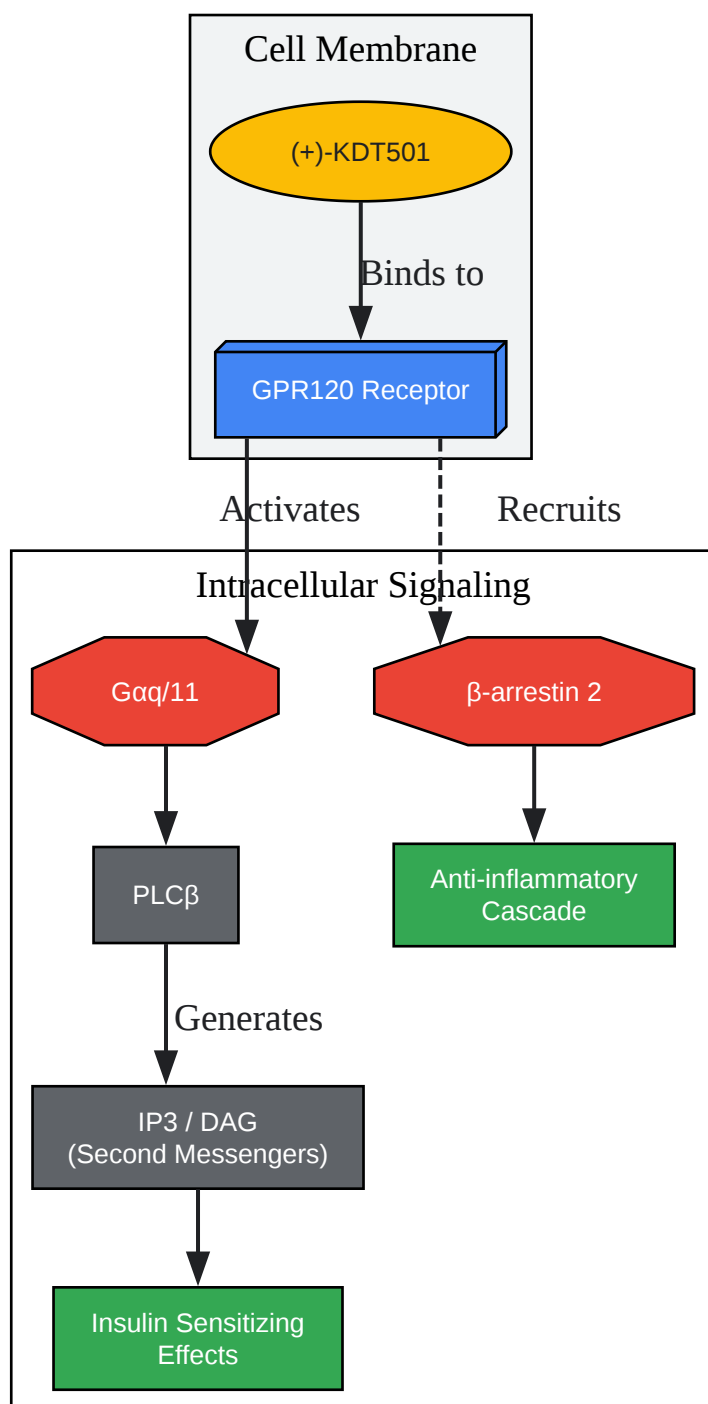 Cell Membrane
(+)-KDT501
Binds to
GPR120 Receptor
Activates
Recruits
Intracellular Signaling
Gαq/11
β-arrestin 2
PLCβ
Anti-inflammatory
Cascade
Generates
IP3 / DAG
(Second Messengers)
Insulin Sensitizing
Effects